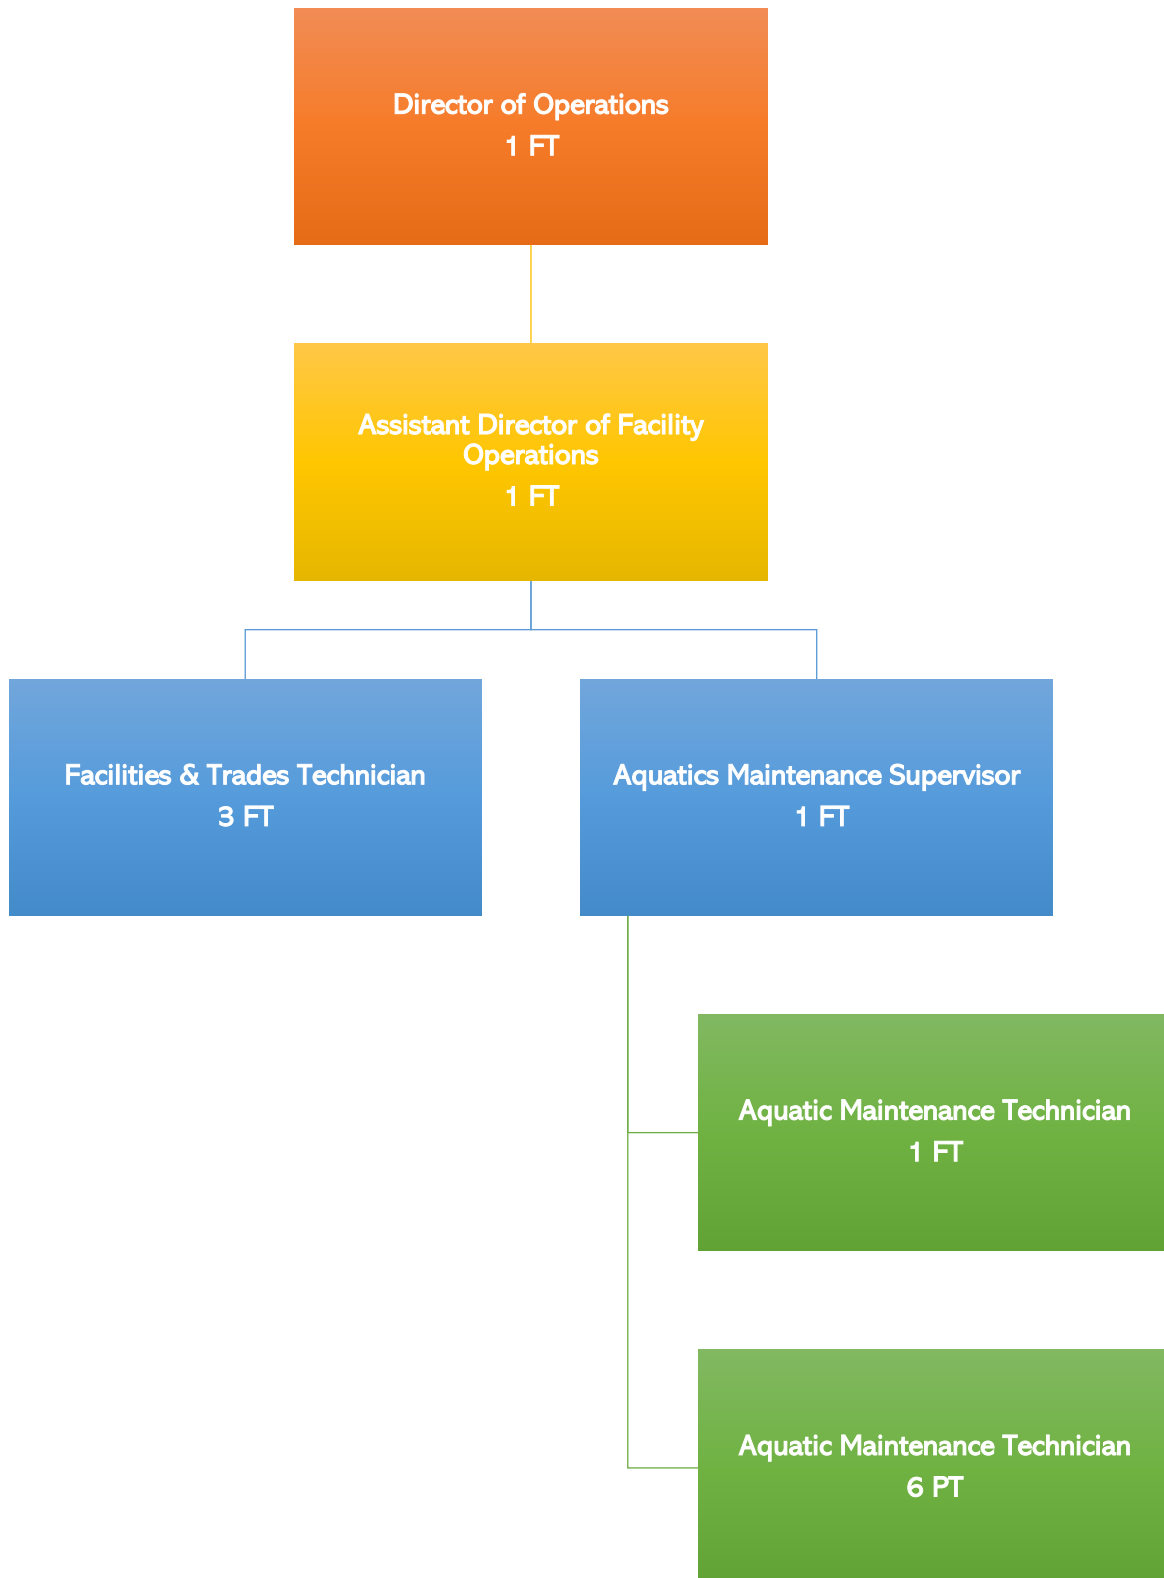 Director of Operations
1 FT
Assistant Director of Facility
Operations
1 FT
Facilities & Trades Technician
3 FT
Aquatics Maintenance Supervisor
1 FT
Aquatic Maintenance Technician
1 FT
Aquatic Maintenance Technician
6 PT